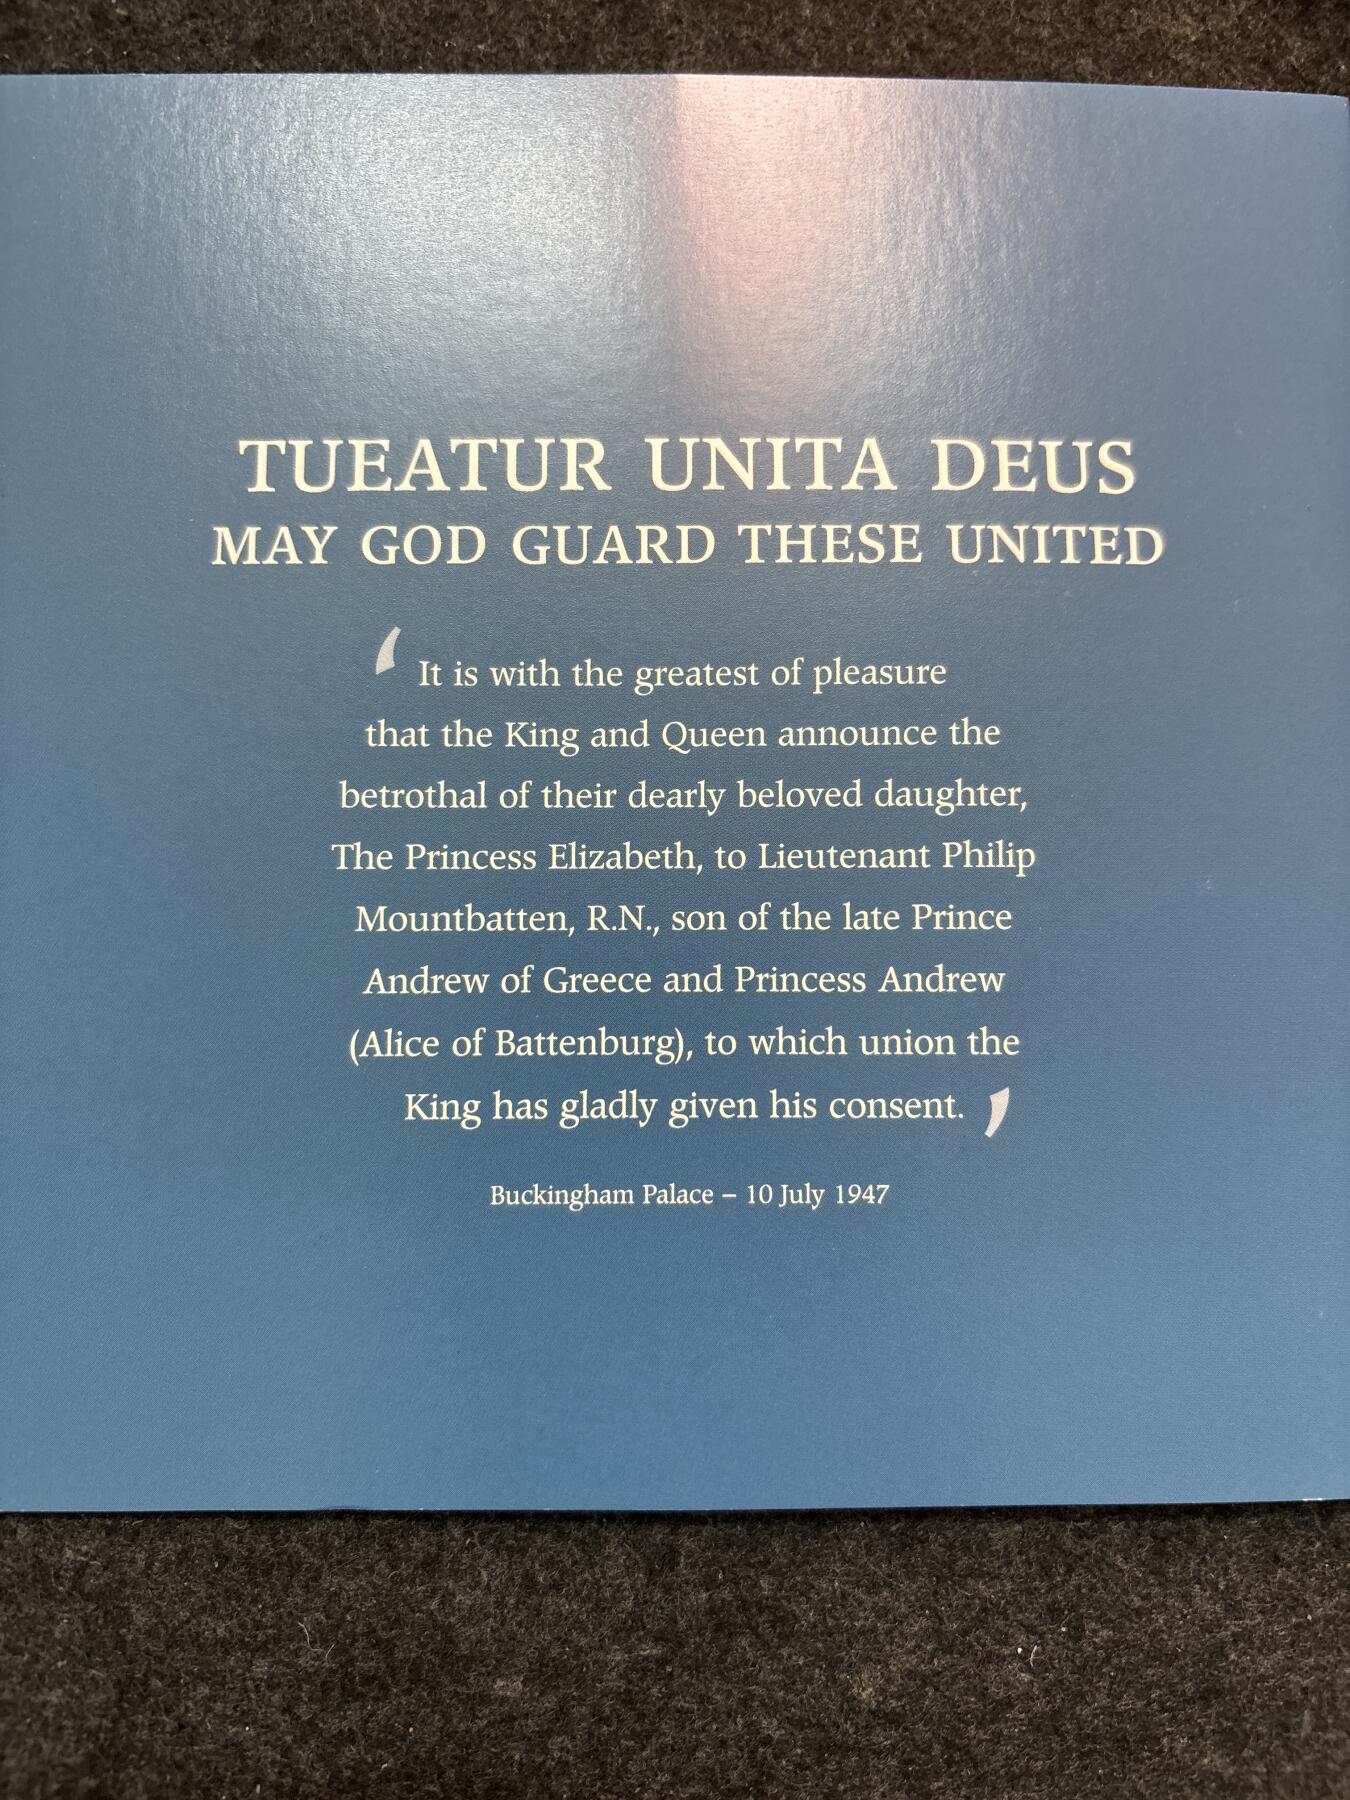 TUEATUR UNITA DEUS
MAY GOD GUARD THESE UNITED
‘ It is with the greatest of pleasure
that the King and Queen announce the
betrothal of their dearly beloved daughter,
The Princess Elizabeth, to Lieutenant Philip
Mountbatten, R.N., son of the late Prince
Andrew of Greece and Princess Andrew
(Alice of Battenburg), to which union the
King has gladly given his consent. ’
Buckingham Palace – 10 July 1947